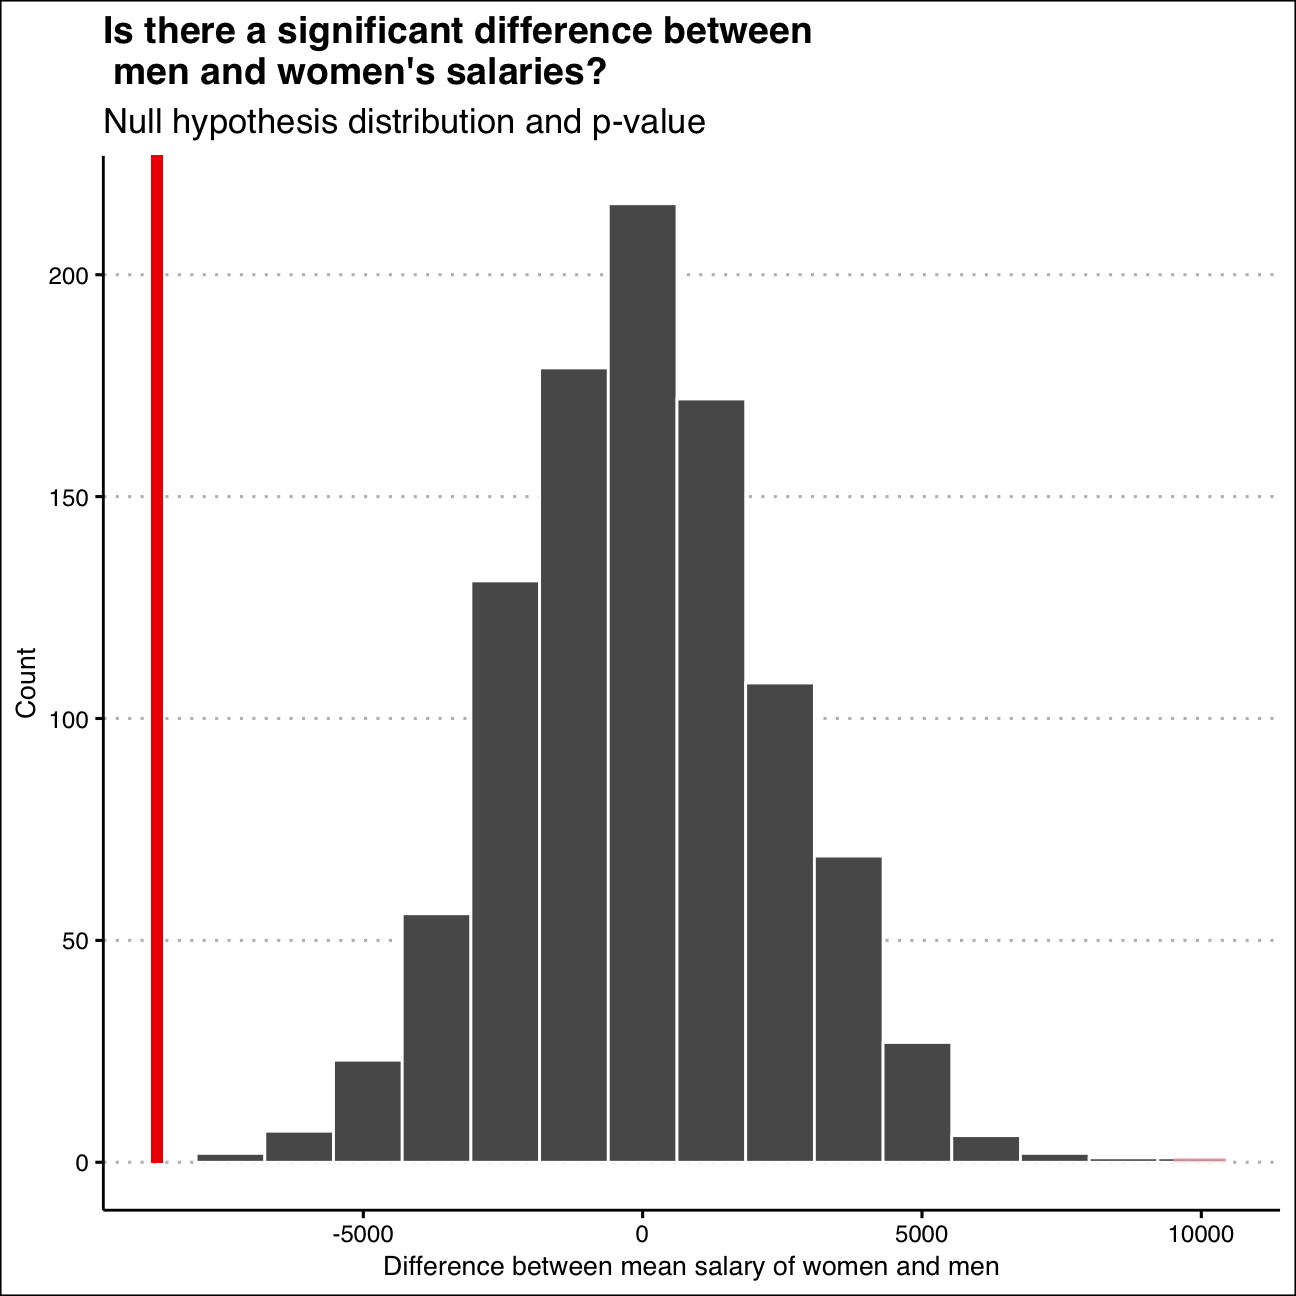 Is there a significant difference between
men and women's salaries?
Null hypothesis distribution and p-value
200
150
100
50
0
Count
-5000
0
5000
10000
Difference between mean salary of women and men